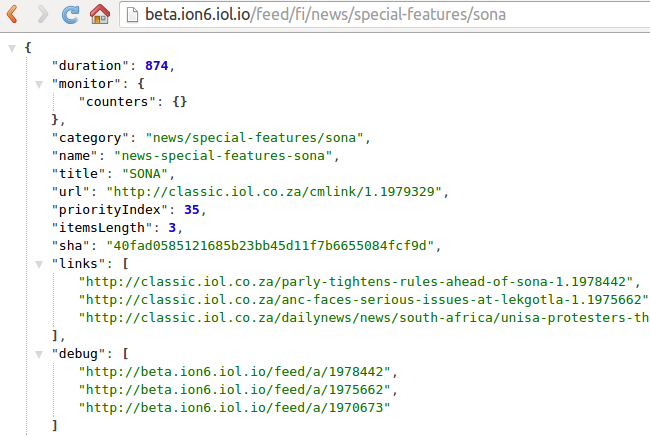 beta.ion6.iol.io/feed/fi/news/special-features/sona
{
"duration": 874,
"monitor": {
"counters": {}
},
"category": "news/special-features/sona",
"name": "news-special-features-sona",
"title": "SONA",
"url": "http://classic.iol.co.za/cmlink/1.1979329",
"priorityIndex": 35,
"itemsLength": 3,
"sha": "40fad0585121685b23bb45d11f7b6655084fcf9d",
"links": [
"http://classic.iol.co.za/parly-tightens-rules-ahead-of-sona-1.1978442",
"http://classic.iol.co.za/anc-faces-serious-issues-at-lekgotla-1.1975662"
"http://classic.iol.co.za/dailynews/news/south-africa/unisa-protesters-th
],
"debug": [
"http://beta.ion6.iol.io/feed/a/1978442",
"http://beta.ion6.iol.io/feed/a/1975662",
"http://beta.ion6.iol.io/feed/a/1970673"
]